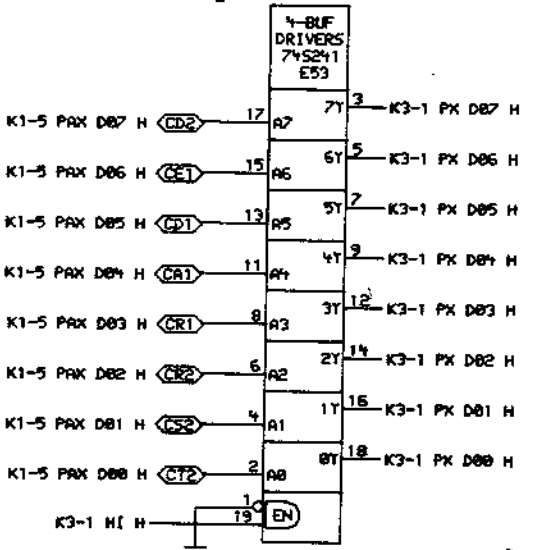 4-BUF
DRIVERS
74S241
E53
K1-5 PAX D07 H CD2 17 A7 7Y 3 K3-1 PX D07 H
K1-5 PAX D06 H CE1 15 A6 6Y 5 K3-1 PX D06 H
K1-5 PAX D05 H CD1 13 A5 5Y 7 K3-1 PX D05 H
K1-5 PAX D04 H CA1 11 A4 4Y 9 K3-1 PX D04 H
K1-5 PAX D03 H CR1 8 A3 3Y 12 K3-1 PX D03 H
K1-5 PAX D02 H CR2 6 A2 2Y 14 K3-1 PX D02 H
K1-5 PAX D01 H CS2 4 A1 1Y 16 K3-1 PX D01 H
K1-5 PAX D00 H CT2 2 A0 0Y 18 K3-1 PX D00 H
1
K3-1 HI H 19 EN